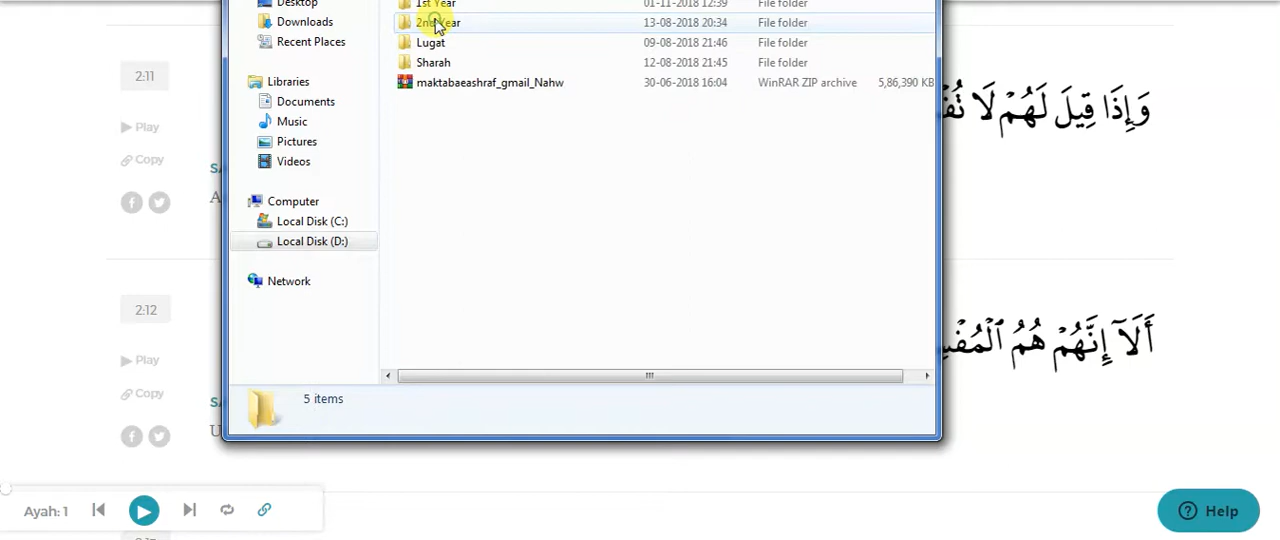 Desktop
Downloads
Recent Places
Libraries
Documents
Music
Pictures
Videos
Computer
Local Disk (C:)
Local Disk (D:)
Network
1st Year 01-11-2018 12:39 File folder
2nd Year 13-08-2018 20:34 File folder
Lugat 09-08-2018 21:46 File folder
Sharah 12-08-2018 21:45 File folder
maktabaeashraf_gmail_Nahw 30-06-2018 16:04 WinRAR ZIP archive 5,86,390 KB
5 items
2:11
Play
Copy
وَإِذَا قِيلَ لَهُمْ لَا
2:12
Play
Copy
أَلَآ إِنَّهُمْ هُمُ
Ayah: 1
Help